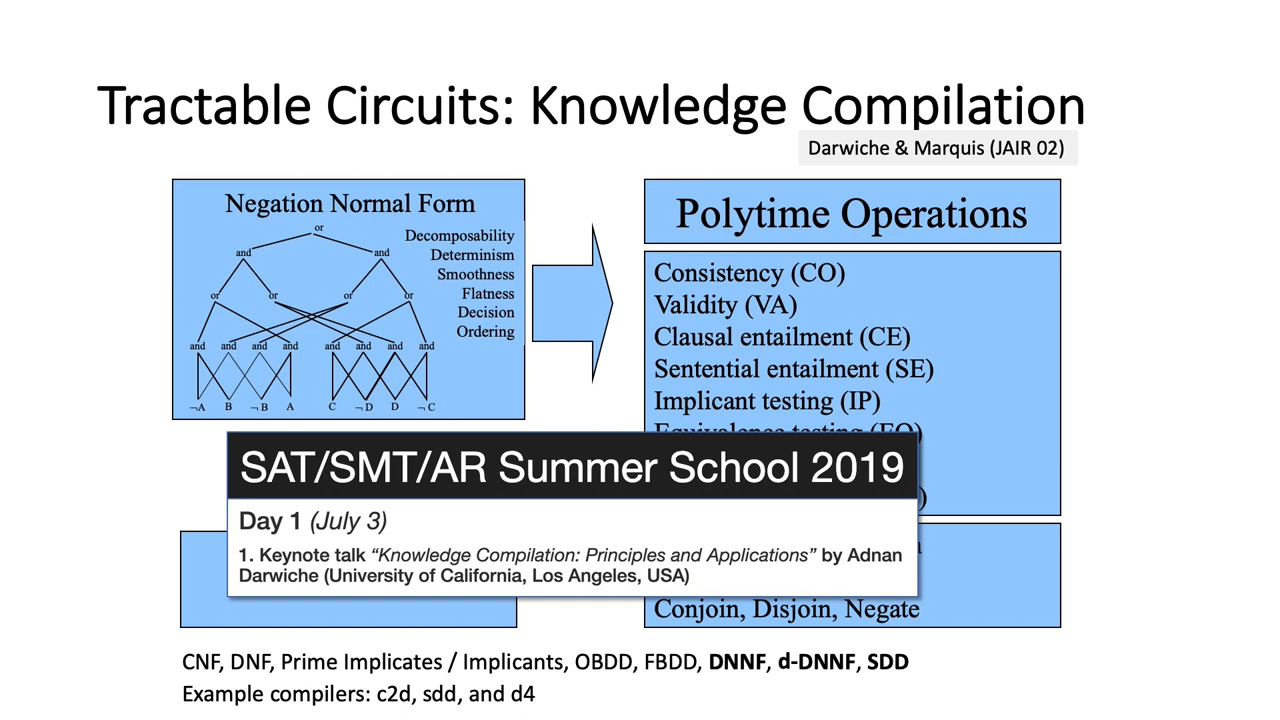 Tractable Circuits: Knowledge Compilation
Darwiche & Marquis (JAIR 02)
Negation Normal Form
or
Decomposability
and and
Determinism
Smoothness
or or or or
Flatness
Decision
Ordering
and and and and and and and and
¬A B ¬B A C ¬D D ¬C
Polytime Operations
Consistency (CO)
Validity (VA)
Clausal entailment (CE)
Sentential entailment (SE)
Implicant testing (IP)
Equivalence testing (EQ)
SAT/SMT/AR Summer School 2019
Day 1 (July 3)
1. Keynote talk “Knowledge Compilation: Principles and Applications” by Adnan
Darwiche (University of California, Los Angeles, USA)
Conjoin, Disjoin, Negate
CNF, DNF, Prime Implicates / Implicants, OBDD, FBDD, DNNF, d-DNNF, SDD
Example compilers: c2d, sdd, and d4